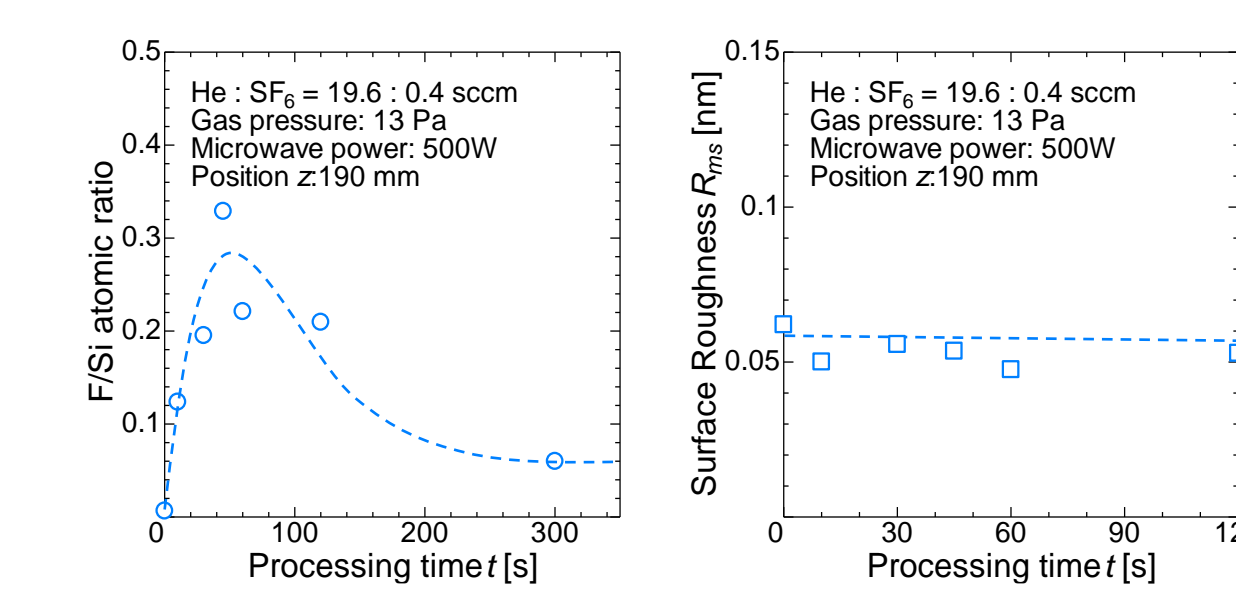 0.5
He : SF6 = 19.6 : 0.4 sccm
Gas pressure: 13 Pa
Microwave power: 500W
Position z:190 mm
0.4
0.3
0.2
0.1
F/Si atomic ratio
0 100 200 300
Processing time t [s]
0.15
He : SF6 = 19.6 : 0.4 sccm
Gas pressure: 13 Pa
Microwave power: 500W
Position z:190 mm
0.1
0.05
Surface Roughness Rms [nm]
0 30 60 90
Processing time t [s]